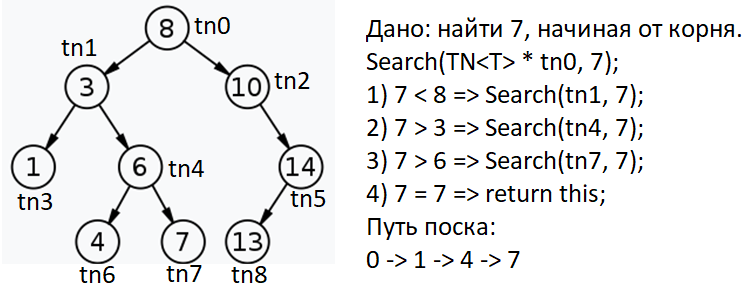 8 tn0
tn1
3 10 tn2
1 6 tn4 14
tn3 tn5
4 7 13
tn6 tn7 tn8
Дано: найти 7, начиная от корня.
Search(TN<T> * tn0, 7);
1) 7 < 8 => Search(tn1, 7);
2) 7 > 3 => Search(tn4, 7);
3) 7 > 6 => Search(tn7, 7);
4) 7 = 7 => return this;
Путь поска:
0 -> 1 -> 4 -> 7